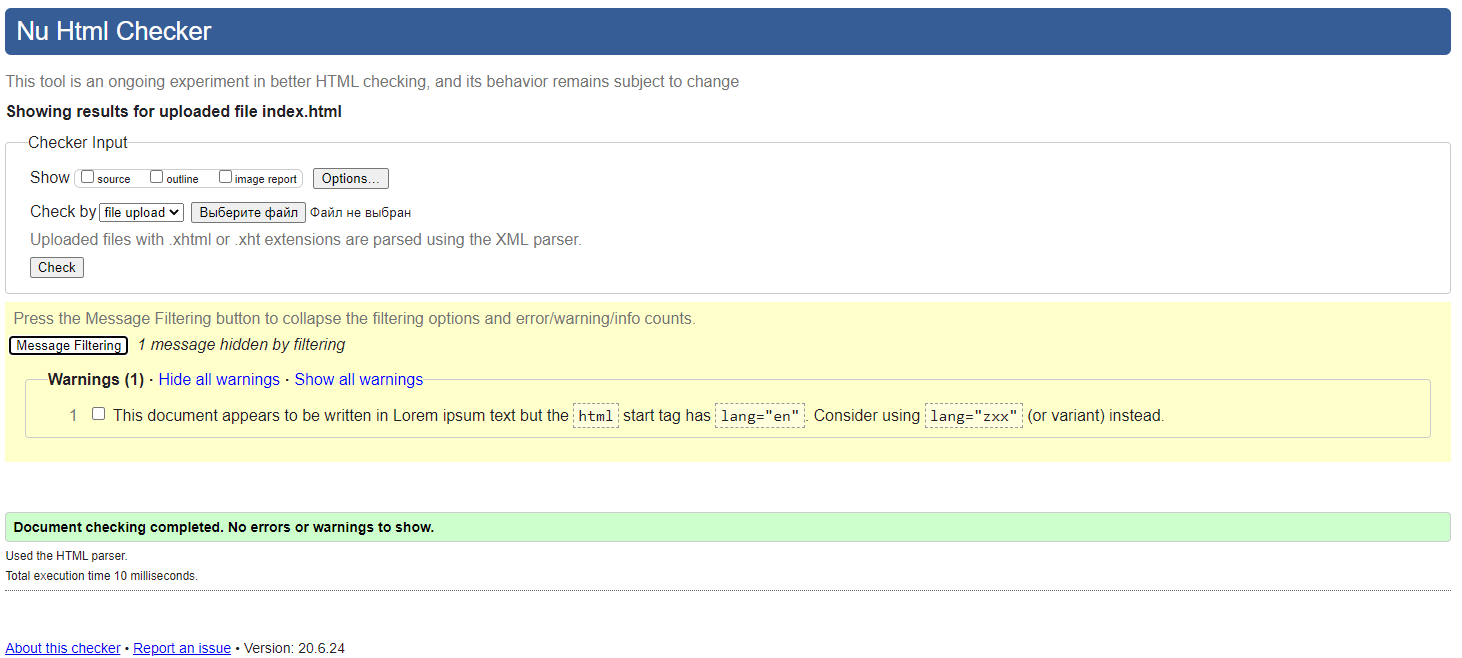 Nu Html Checker
This tool is an ongoing experiment in better HTML checking, and its behavior remains subject to change
Showing results for uploaded file index.html
Checker Input
Show source outline image report Options...
Check by file upload Выберите файл Файл не выбран
Uploaded files with .xhtml or .xht extensions are parsed using the XML parser.
Check
Press the Message Filtering button to collapse the filtering options and error/warning/info counts.
Message Filtering 1 message hidden by filtering
Warnings (1) · Hide all warnings · Show all warnings
1 This document appears to be written in Lorem ipsum text but the html start tag has lang="en". Consider using lang="zxx" (or variant) instead.
Document checking completed. No errors or warnings to show.
Used the HTML parser.
Total execution time 10 milliseconds.
About this checker • Report an issue • Version: 20.6.24